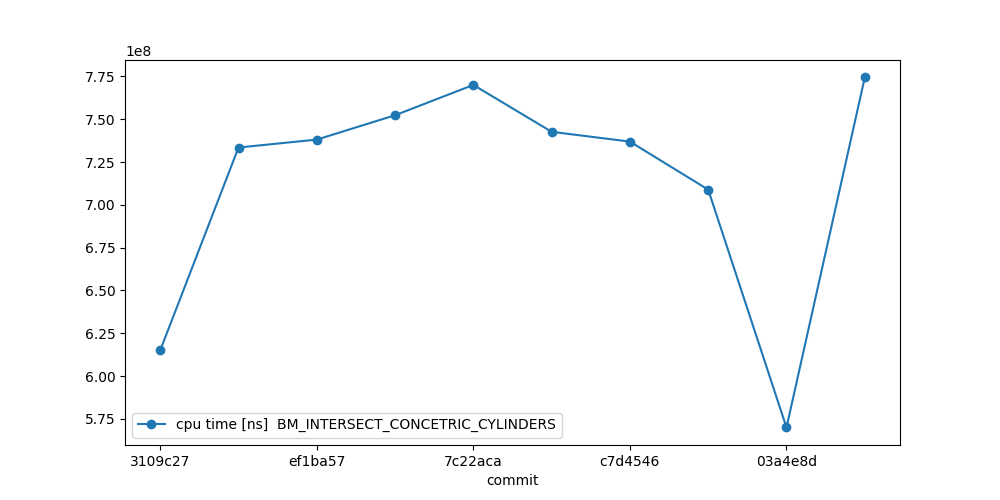 1e8
7.75
7.50
7.25
7.00
6.75
6.50
6.25
6.00
5.75
cpu time [ns]  BM_INTERSECT_CONCETRIC_CYLINDERS
3109c27
ef1ba57
7c22aca
c7d4546
03a4e8d
commit